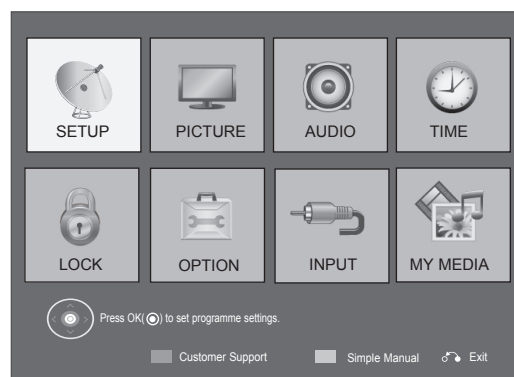 SETUP PICTURE AUDIO TIME
LOCK OPTION INPUT MY MEDIA
Press OK( ) to set programme settings.
Customer Support Simple Manual Exit